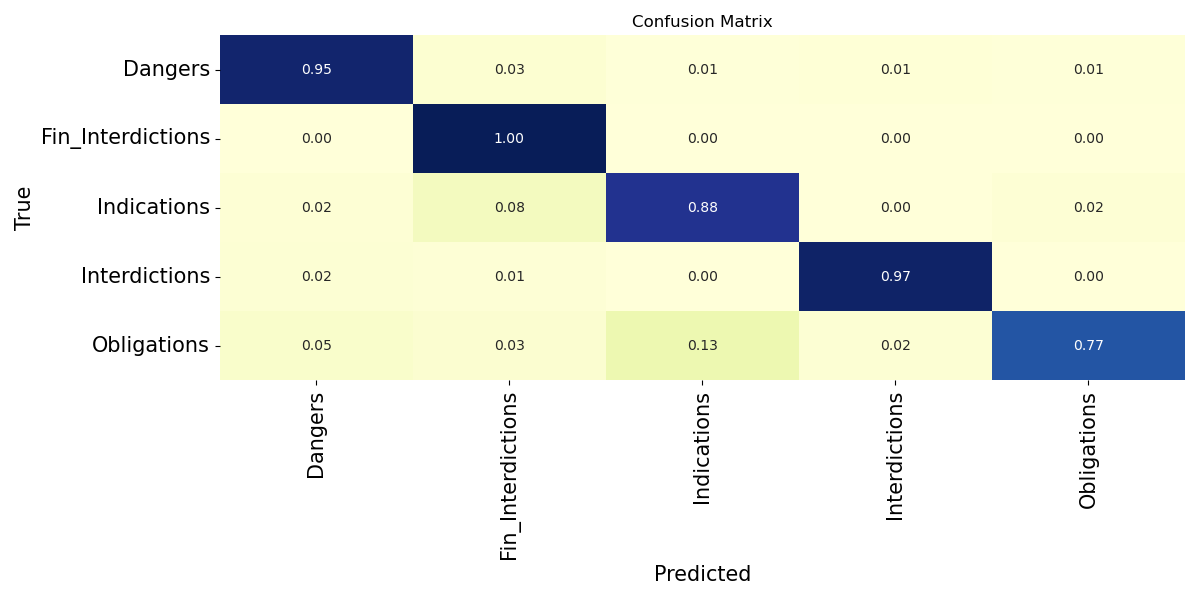 Confusion Matrix
True
Dangers 0.95 0.03 0.01 0.01 0.01
Fin_Interdictions 0.00 1.00 0.00 0.00 0.00
Indications 0.02 0.08 0.88 0.00 0.02
Interdictions 0.02 0.01 0.00 0.97 0.00
Obligations 0.05 0.03 0.13 0.02 0.77
Dangers Fin_Interdictions Indications Interdictions Obligations
Predicted